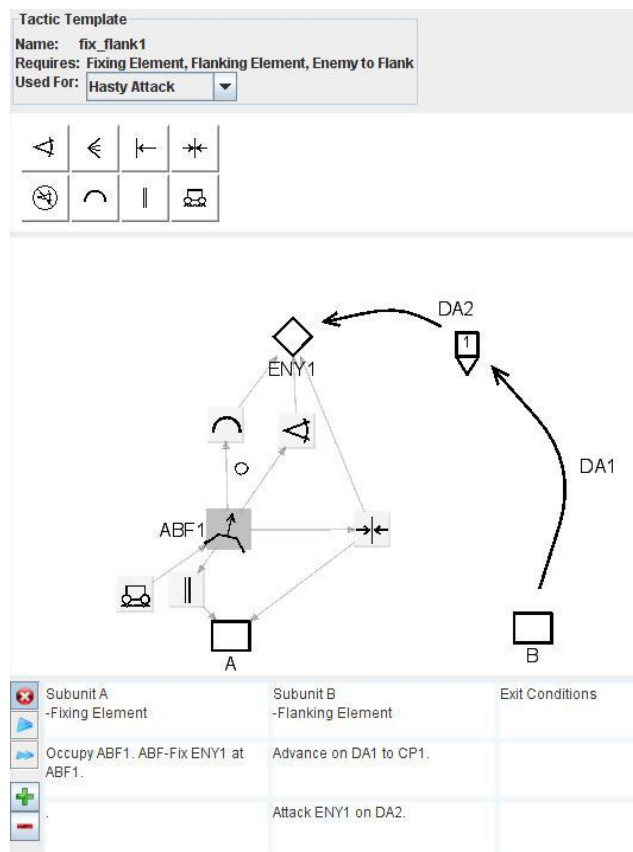 Tactic Template
Name: fix_flank1
Requires: Fixing Element, Flanking Element, Enemy to Flank
Used For: Hasty Attack
DA2
1
ENY1
DA1
ABF1
A
B
Subunit A
-Fixing Element
Subunit B
-Flanking Element
Exit Conditions
Occupy ABF1. ABF-Fix ENY1 at
ABF1.
Advance on DA1 to CP1.
.
Attack ENY1 on DA2.